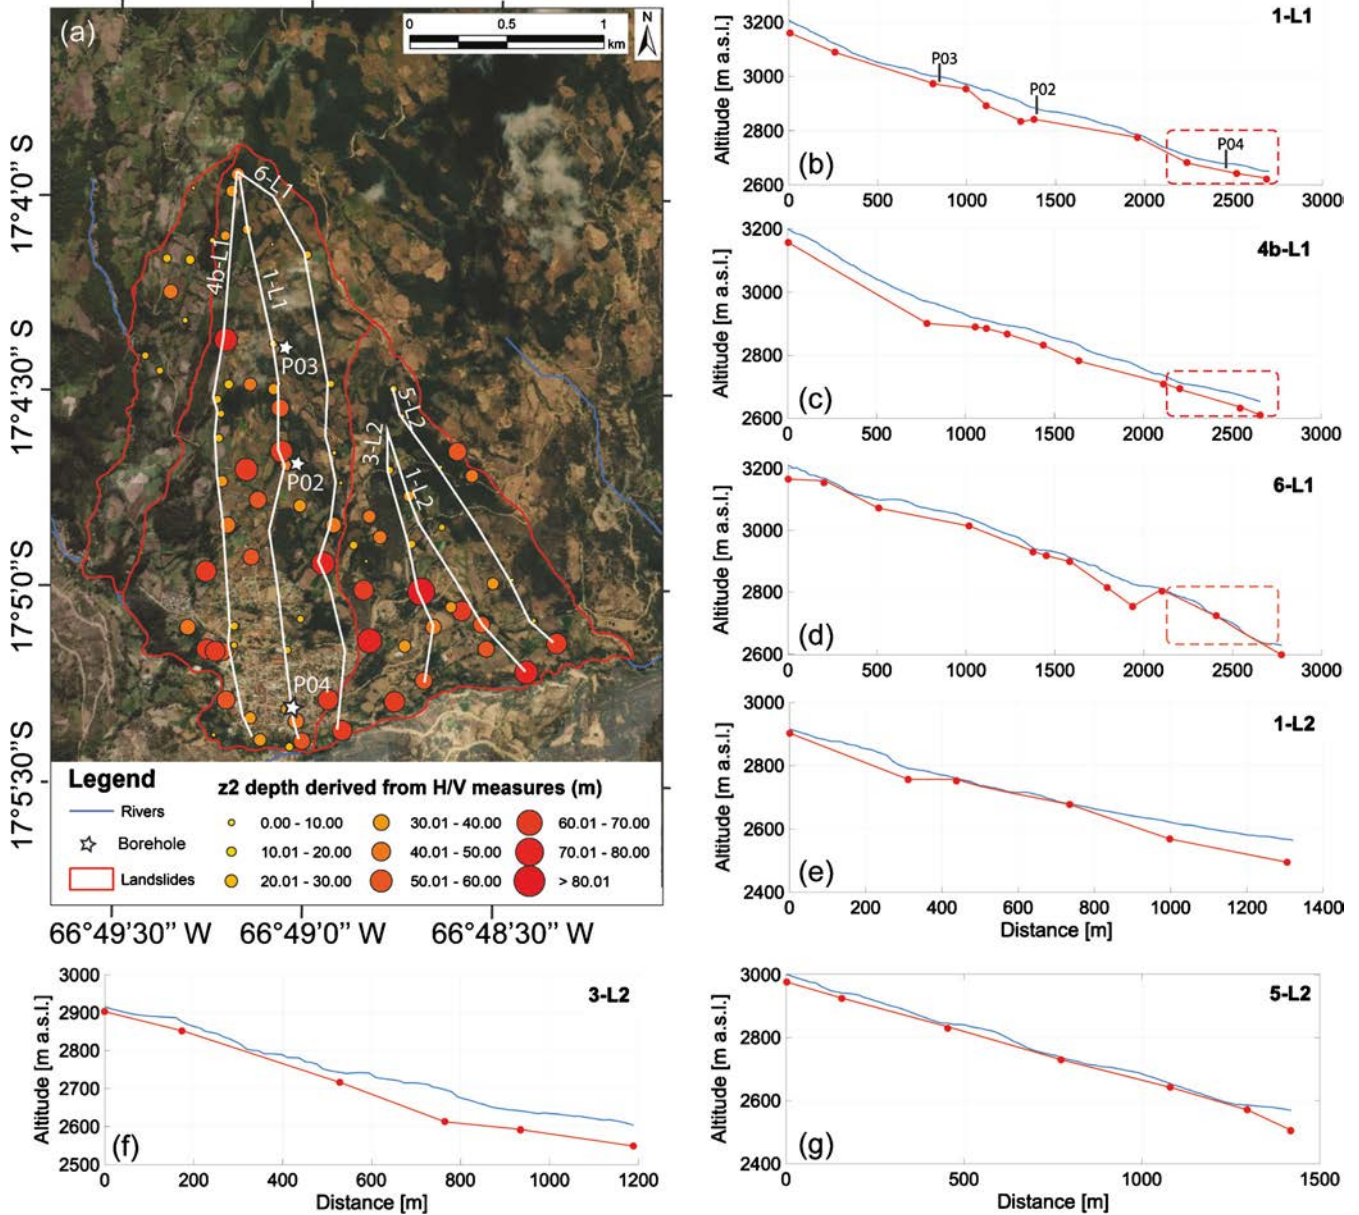 (a)
0 0.5 1
km
N
17°4'0" S
17°4'30" S
17°5'0" S
17°5'30"S
6-L1
4b-L1
1-L1
P03
5-L2
3-L2
1-L2
P02
P04
Legend
Rivers
Borehole
Landslides
z2 depth derived from H/V measures (m)
0.00 - 10.00
10.01 - 20.00
20.01 - 30.00
30.01 - 40.00
40.01 - 50.00
50.01 - 60.00
60.01 - 70.00
70.01 - 80.00
> 80.01
66°49'30" W 66°49'0" W 66°48'30" W
1-L1
Altitude [m a.s.l.]
3200
3000
2800
2600
P03
P02
P04
(b)
0 500 1000 1500 2000 2500 3000
4b-L1
Altitude [m a.s.l.]
3200
3000
2800
2600
(c)
0 500 1000 1500 2000 2500 3000
6-L1
Altitude [m a.s.l.]
3200
3000
2800
2600
(d)
0 500 1000 1500 2000 2500 3000
1-L2
Altitude [m a.s.l.]
3000
2800
2600
2400
(e)
0 200 400 600 800 1000 1200 1400
Distance [m]
3-L2
Altitude [m a.s.l.]
3000
2900
2800
2700
2600
2500
(f)
0 200 400 600 800 1000 1200
Distance [m]
5-L2
Altitude [m a.s.l.]
3000
2800
2600
2400
(g)
0 500 1000 1500
Distance [m]